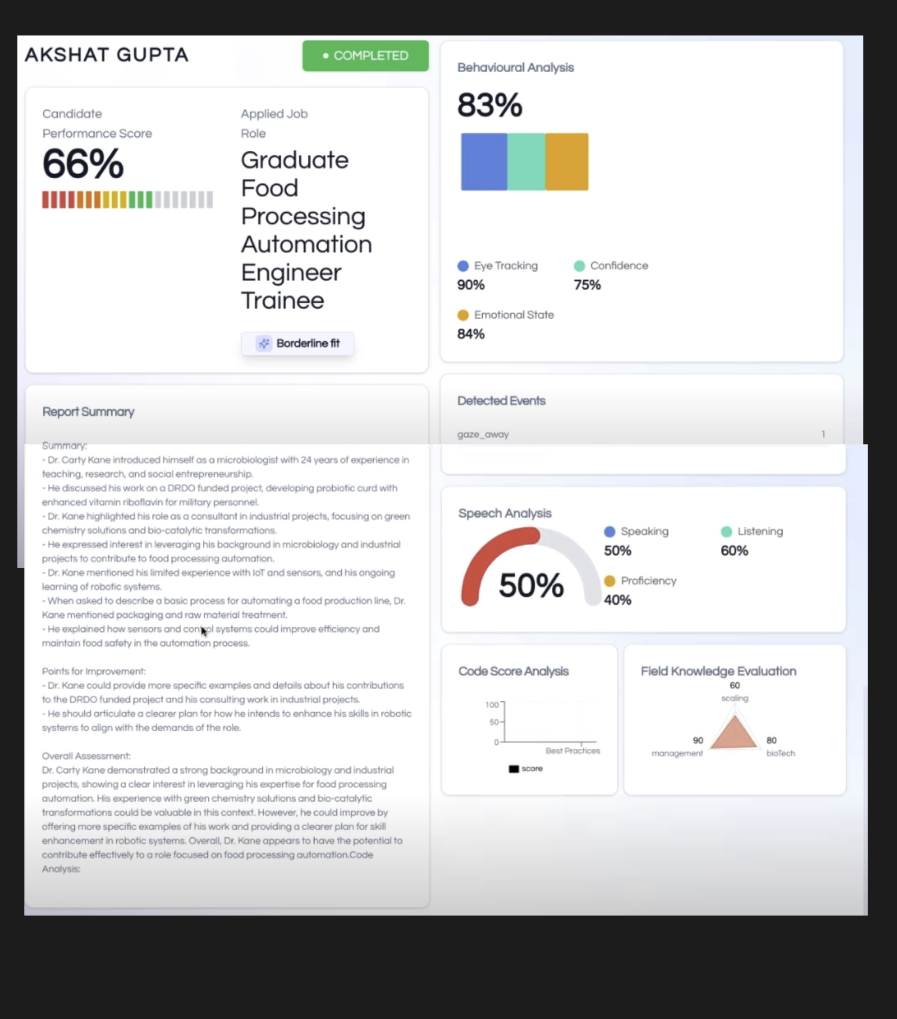 AKSHAT GUPTA
COMPLETED
Candidate
Performance Score
66%
Applied Job
Role
Graduate
Food
Processing
Automation
Engineer
Trainee
Borderline fit
Report Summary
Summary:
- Dr. Carty Kane introduced himself as a microbiologist with 24 years of experience in
teaching, research, and social entrepreneurship.
- He discussed his work on a DRDO funded project, developing probiotic curd with
enhanced vitamin riboflavin for military personnel.
- Dr. Kane highlighted his role as a consultant in industrial projects, focusing on green
chemistry solutions and bio-catalytic transformations.
- He expressed interest in leveraging his background in microbiology and industrial
projects to contribute to food processing automation.
- Dr. Kane mentioned his limited experience with IoT and sensors, and his ongoing
learning of robotic systems.
- When asked to describe a basic process for automating a food production line, Dr.
Kane mentioned packaging and raw material treatment.
- He explained how sensors and control systems could improve efficiency and
maintain food safety in the automation process.
Points for Improvement:
- Dr. Kane could provide more specific examples and details about his contributions
to the DRDO funded project and his consulting work in industrial projects.
- He should articulate a clearer plan for how he intends to enhance his skills in robotic
systems to align with the demands of the role.
Overall Assessment:
Dr. Carty Kane demonstrated a strong background in microbiology and industrial
projects, showing a clear interest in leveraging his expertise for food processing
automation. His experience with green chemistry solutions and bio-catalytic
transformations could be valuable in this context. However, he could improve by
offering more specific examples of his work and providing a clearer plan for skill
enhancement in robotic systems. Overall, Dr. Kane appears to have the potential to
contribute effectively to a role focused on food processing automation.Code
Analysis:
Behavioural Analysis
83%
Eye Tracking
90%
Confidence
75%
Emotional State
84%
Detected Events
gaze_away 1
Speech Analysis
50%
Speaking
50%
Listening
60%
Proficiency
40%
Code Score Analysis
100
50
0
Best Practices
score
Field Knowledge Evaluation
60
scaling
90
management
80
bioTech